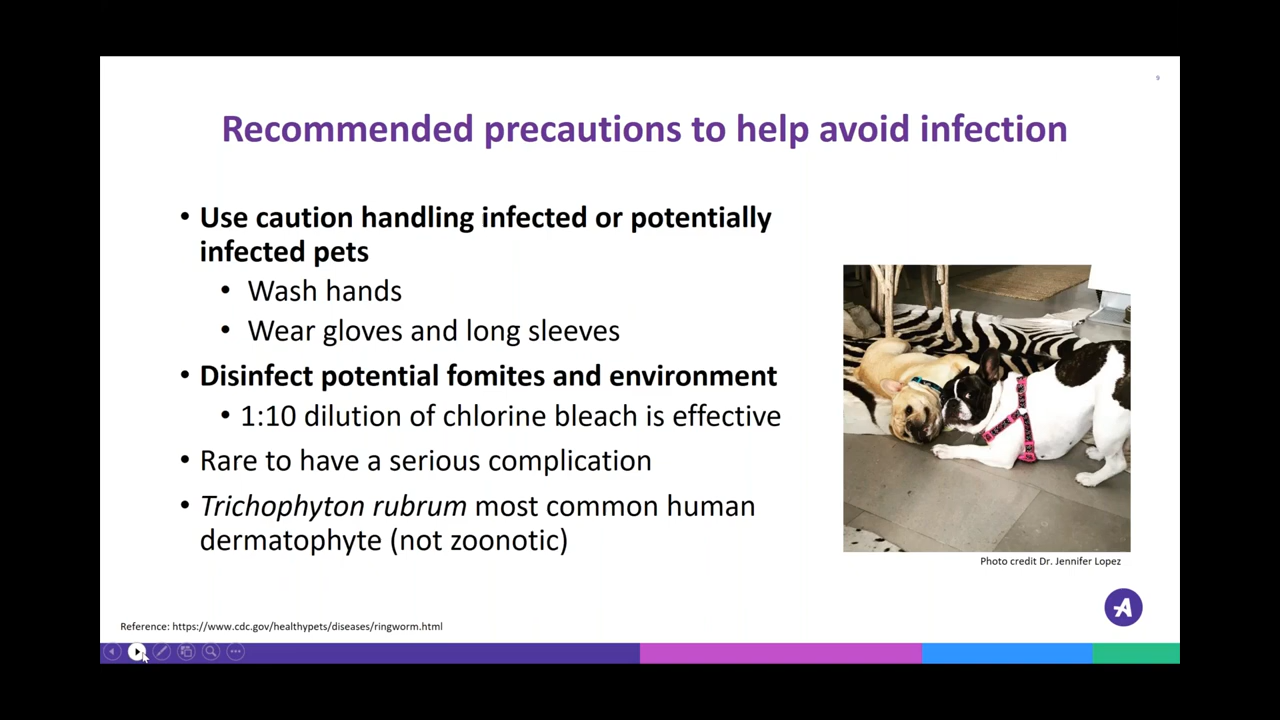 9
Recommended precautions to help avoid infection
• Use caution handling infected or potentially
infected pets
• Wash hands
• Wear gloves and long sleeves
• Disinfect potential fomites and environment
• 1:10 dilution of chlorine bleach is effective
• Rare to have a serious complication
• Trichophyton rubrum most common human
dermatophyte (not zoonotic)
Photo credit Dr. Jennifer Lopez
A
Reference: https://www.cdc.gov/healthypets/diseases/ringworm.html